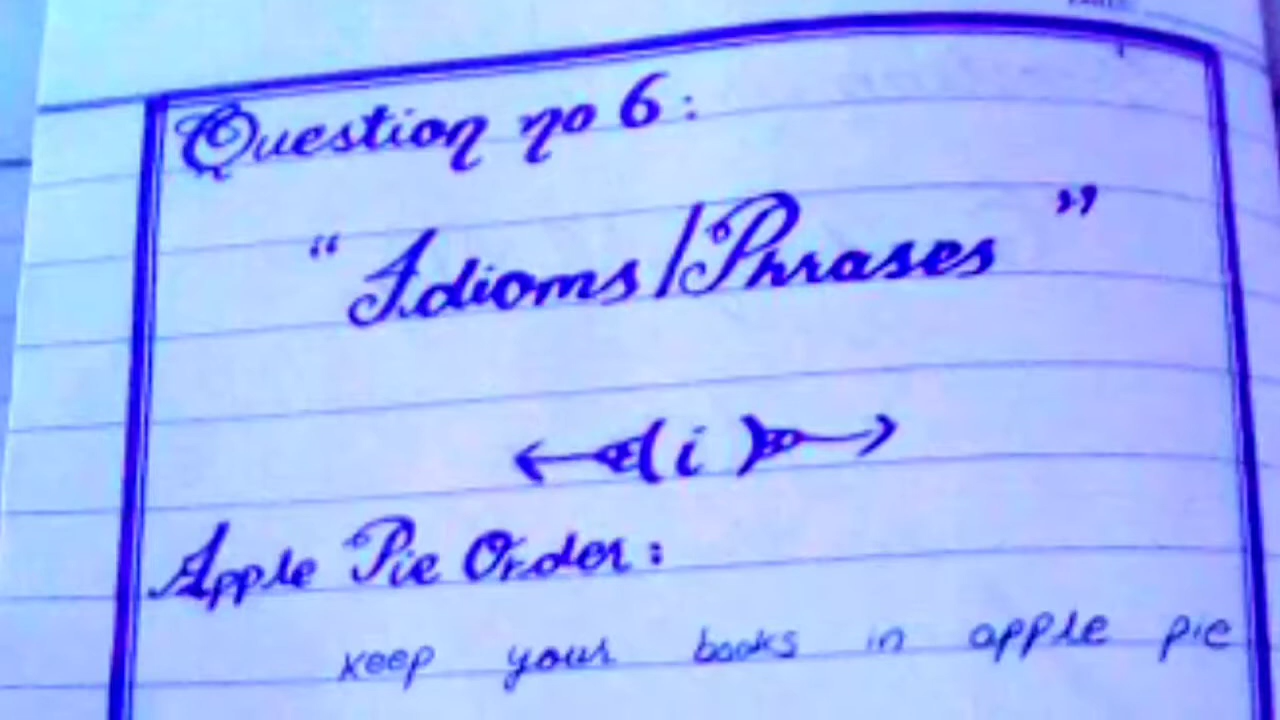 Question no 6:
“ Idioms/Phrases ”
(i)
Apple Pie Order:
keep your books in apple pie